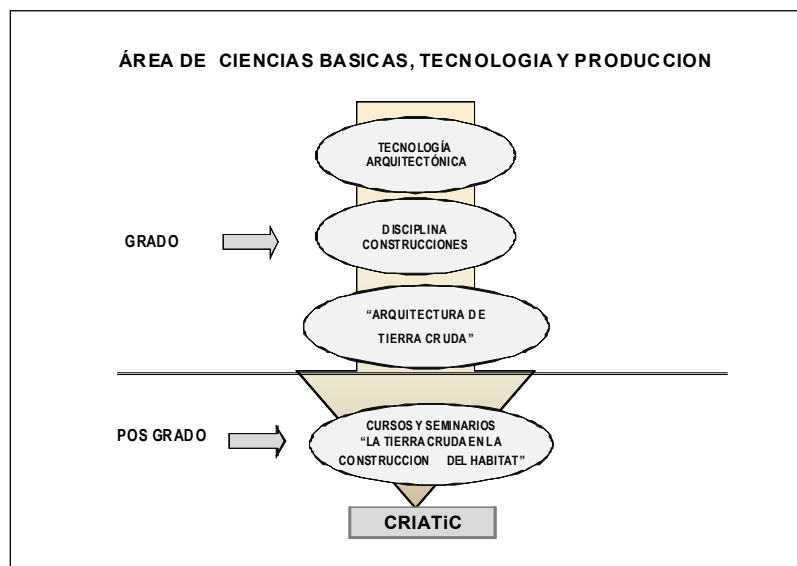 ÁREA DE CIENCIAS BASICAS, TECNOLOGIA Y PRODUCCION
TECNOLOGÍA
ARQUITECTÓNICA
GRADO
DISCIPLINA
CONSTRUCCIONES
“ARQUITECTURA DE
TIERRA CRUDA”
POS GRADO
CURSOS Y SEMINARIOS
“LA TIERRA CRUDA EN LA
CONSTRUCCION DEL HABITAT”
CRIATiC